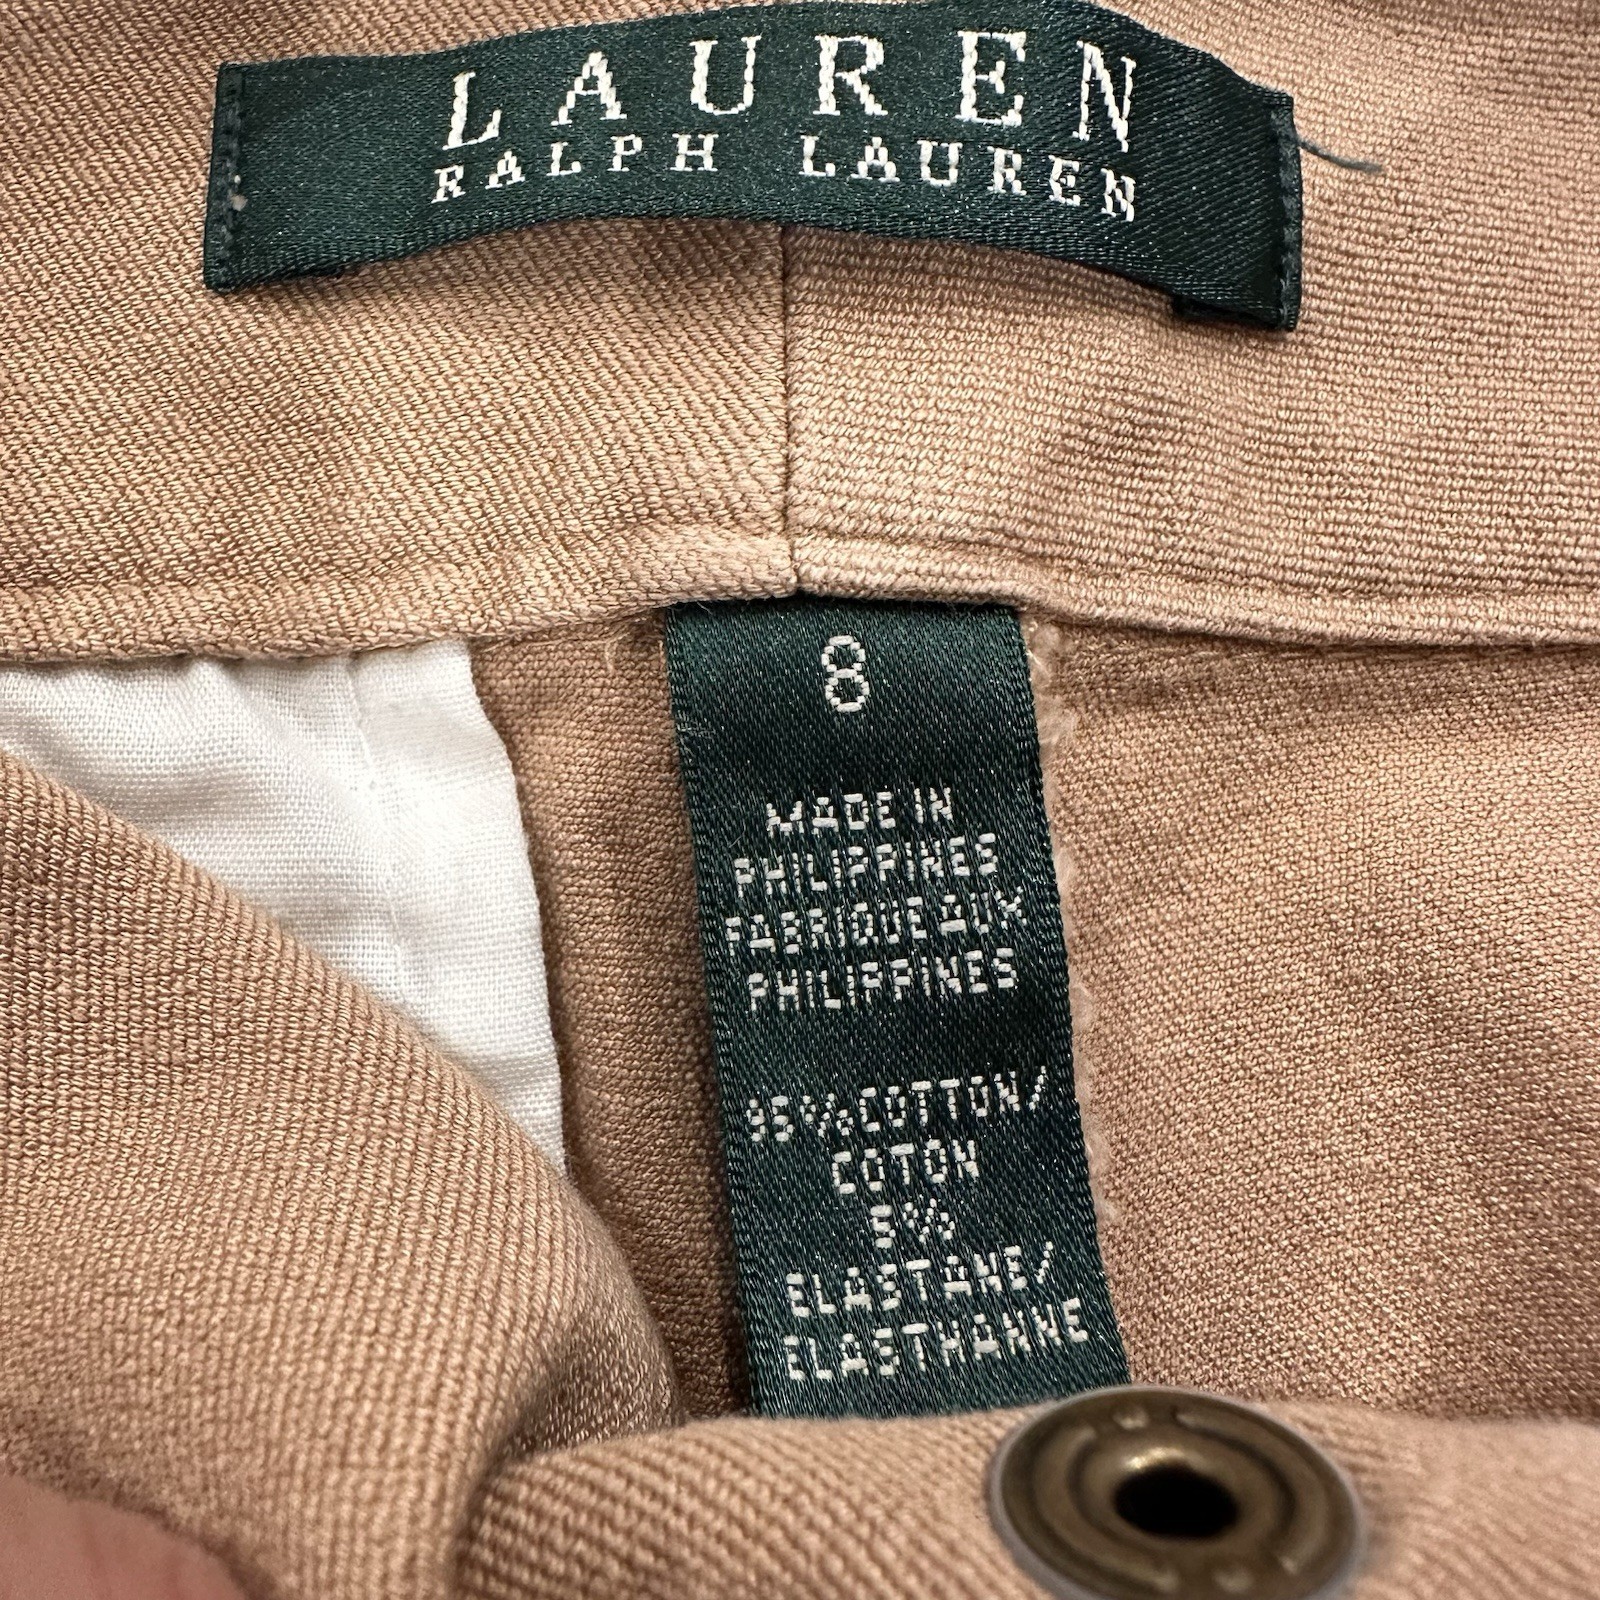 LAUREN
RALPH LAUREN
8
MADE IN
PHILIPPINES
FABRIQUE AUX
PHILIPPINES
95% COTTON/
COTON
5%
ELASTANE/
ELASTHANNE